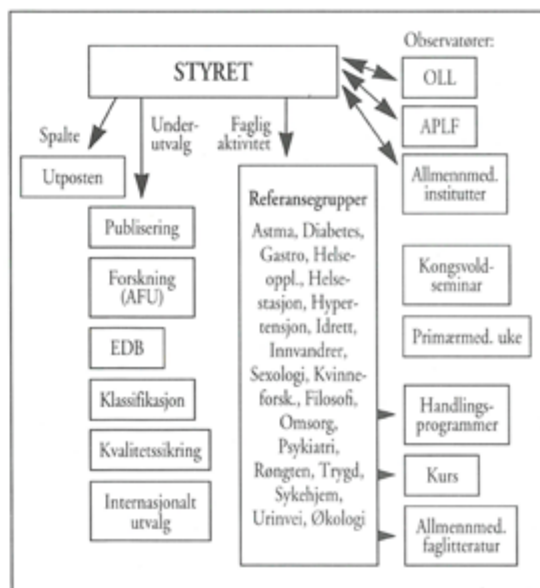 Observatører:
STYRET
OLL
APLF
Allmennmed.
institutter
Spalte
Utposten
Under-
utvalg
Publisering
Forskning
(AFU)
EDB
Klassifikasjon
Kvalitetssikring
Internasjonalt
utvalg
Faglig
aktivitet
Referansegrupper
Astma, Diabetes,
Gastro, Helse-
oppl., Helse-
stasjon, Hyper-
tensjon, Idrett,
Innvandrer,
Sexologi, Kvinne-
forsk., Filosofi,
Omsorg,
Psykiatri,
Røngten, Trygd,
Sykehjem,
Urinvei, Økologi
Kongsvold-
seminar
Primærmed. uke
Handlings-
programmer
Kurs
Allmennmed.
faglitteratur